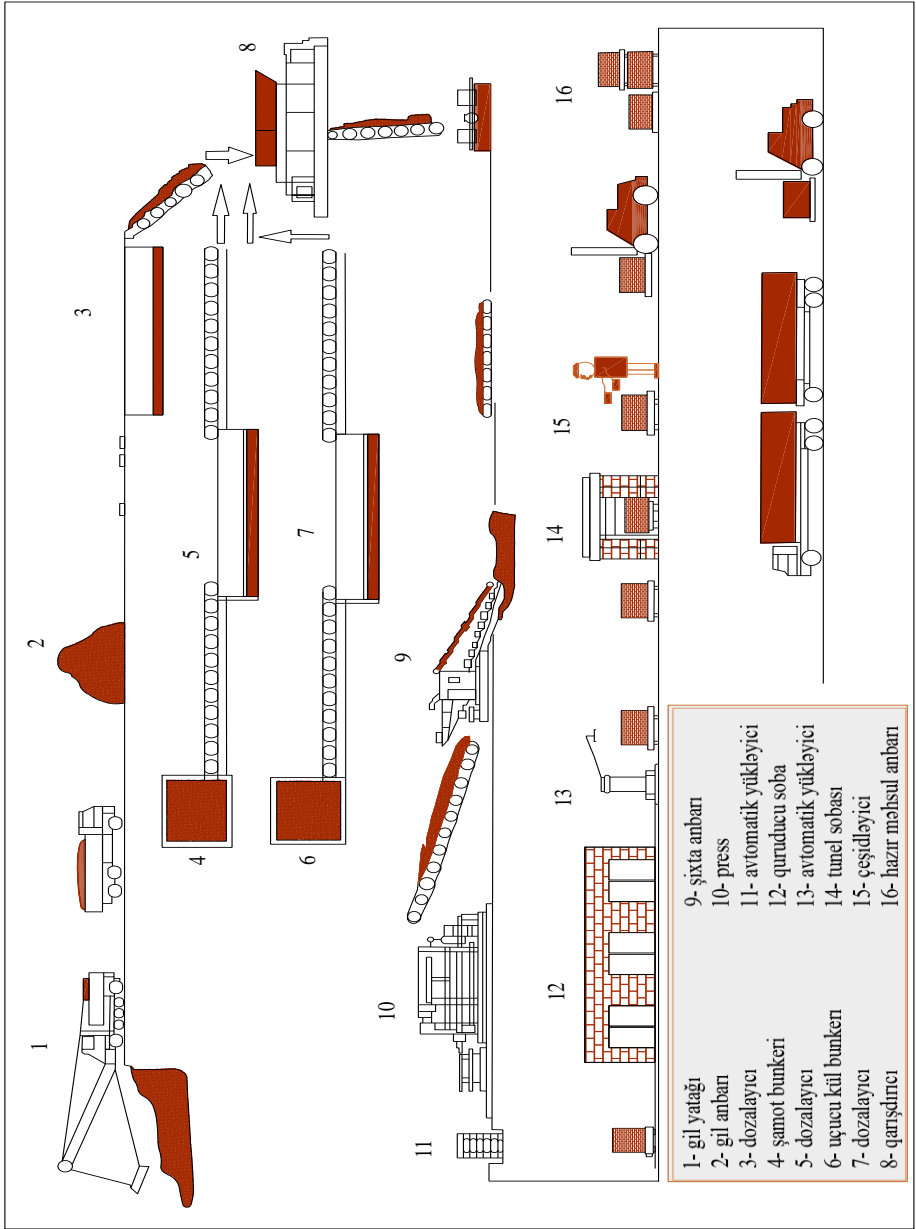 1
2
3
8
4
5
6
7
11
10
9
12
13
14
15
16
1- gil yatağı
2- gil anbarı
3- dozalayıcı
4- şamot bunkeri
5- dozalayıcı
6- uçucu kül bunkerı
7- dozalayıcı
8- qarışdırıcı
9- şixta anbarı
10- press
11- avtomatik yükləyici
12- quruducu soba
13- avtomatik yükləyici
14- tunel sobası
15- çeşidləyici
16- hazır məhsul anbarı